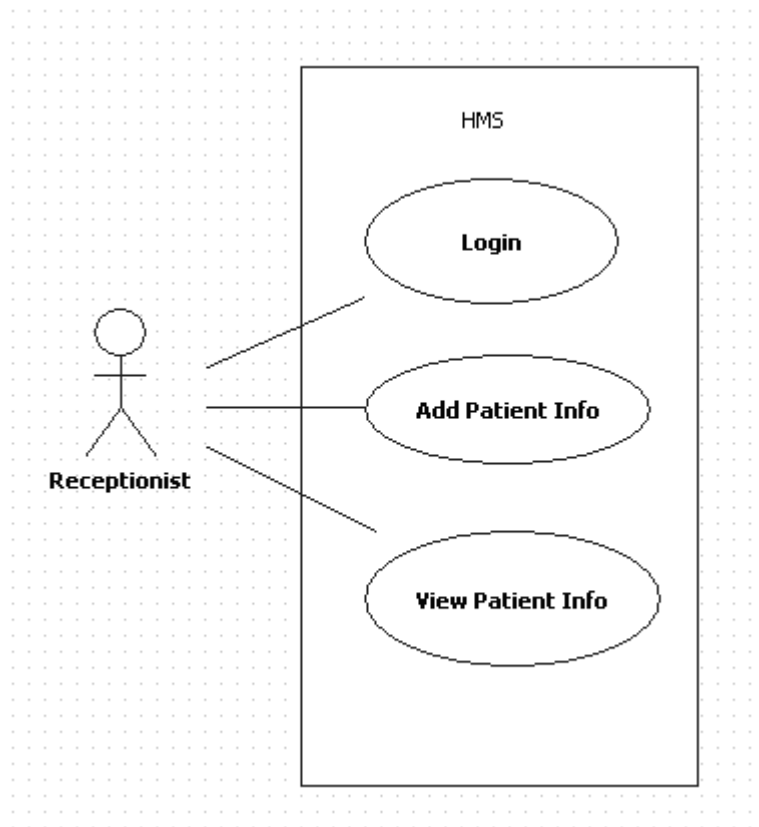 HMS
Login
Add Patient Info
Receptionist
View Patient Info